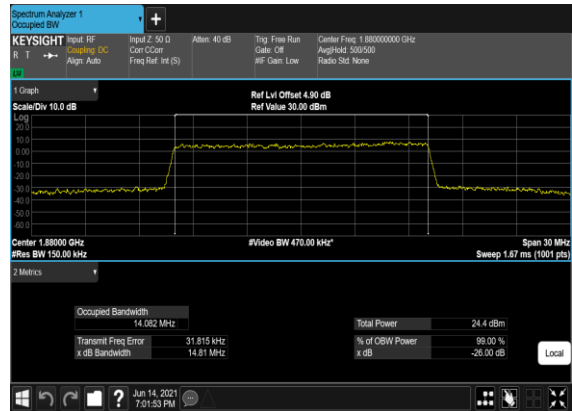 Spectrum Analyzer 1
Occupied BW
+
KEYSIGHT Input: RF Input Z: 50 Ω Atten: 40 dB Trig: Free Run Center Freq: 1.880000000 GHz
R T Coupling: DC Corr CCorr Gate: Off Avg|Hold: 500/500
Align: Auto Freq Ref: Int (S) #IF Gain: Low Radio Std: None
LW
1 Graph
Ref Lvl Offset 4.90 dB
Scale/Div 10.0 dB Ref Value 30.00 dBm
Log
20.0
10.0
0.00
-10.0
-20.0
-30.0
-40.0
-50.0
-60.0
Center 1.88000 GHz #Video BW 470.00 kHz* Span 30 MHz
#Res BW 150.00 kHz Sweep 1.67 ms (1001 pts)
2 Metrics
Occupied Bandwidth
14.082 MHz Total Power 24.4 dBm
Transmit Freq Error 31.815 kHz % of OBW Power 99.00 %
x dB Bandwidth 14.81 MHz x dB -26.00 dB
Local
? Jun 14, 2021
7:01:53 PM